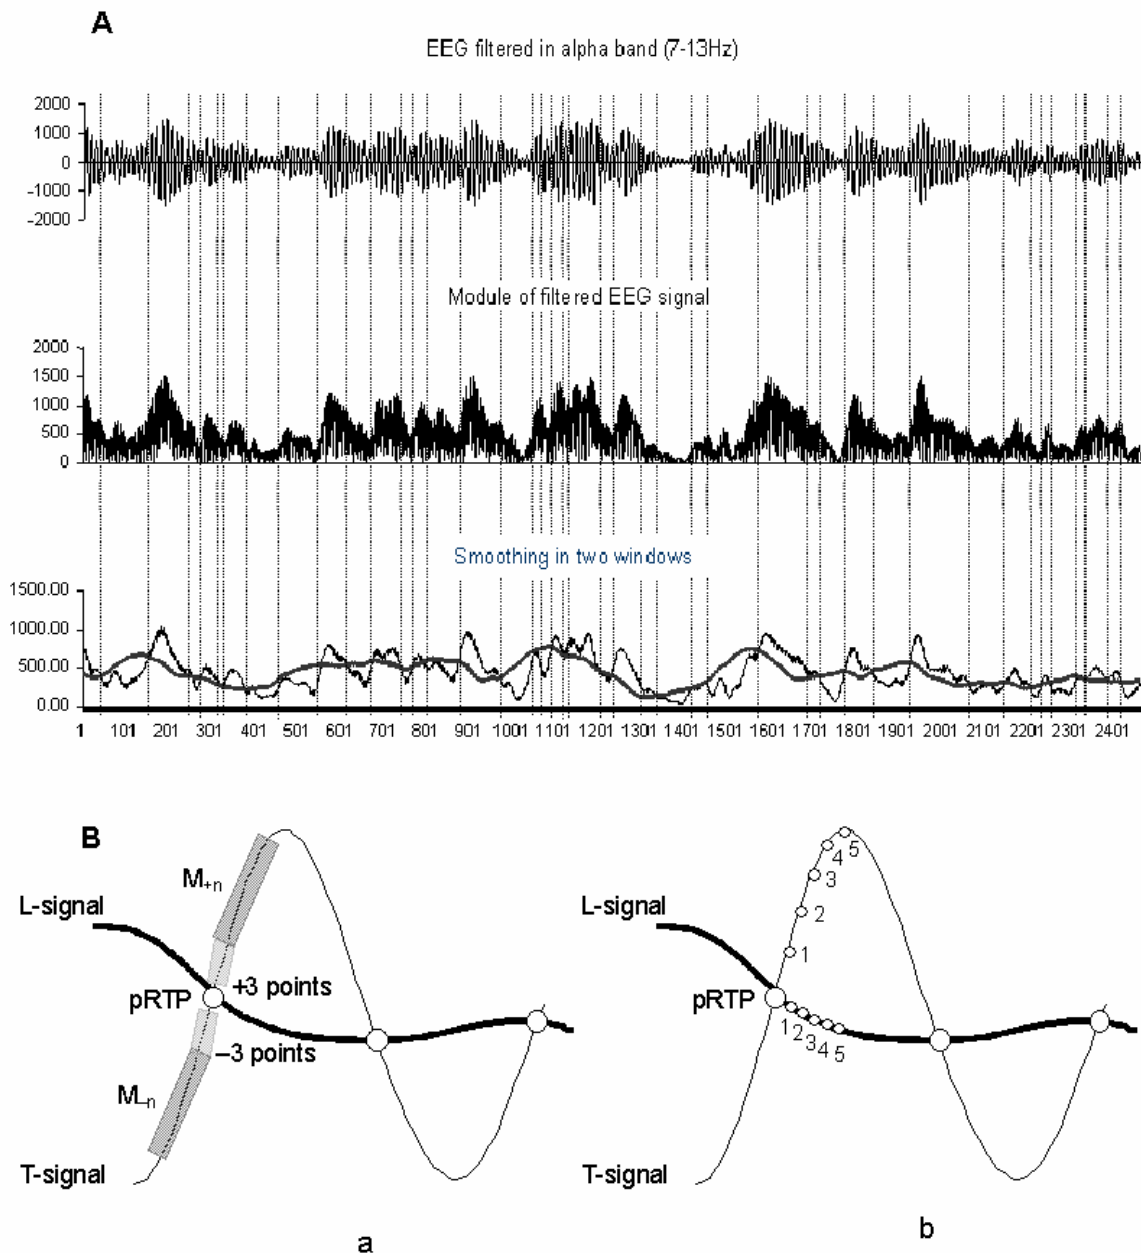 A
EEG filtered in alpha band (7-13Hz)
2000
1000
0
-1000
-2000
Module of filtered EEG signal
2000
1500
1000
500
0
Smoothing in two windows
1500.00
1000.00
500.00
0.00
1 101 201 301 401 501 601 701 801 901 1001 1101 1201 1301 1401 1501 1601 1701 1801 1901 2001 2101 2201 2301 2401
B
M+n
L-signal
pRTP
+3 points
–3 points
M–n
T-signal
a
5
4
3
2
1
L-signal
pRTP
1 2 3 4 5
T-signal
b